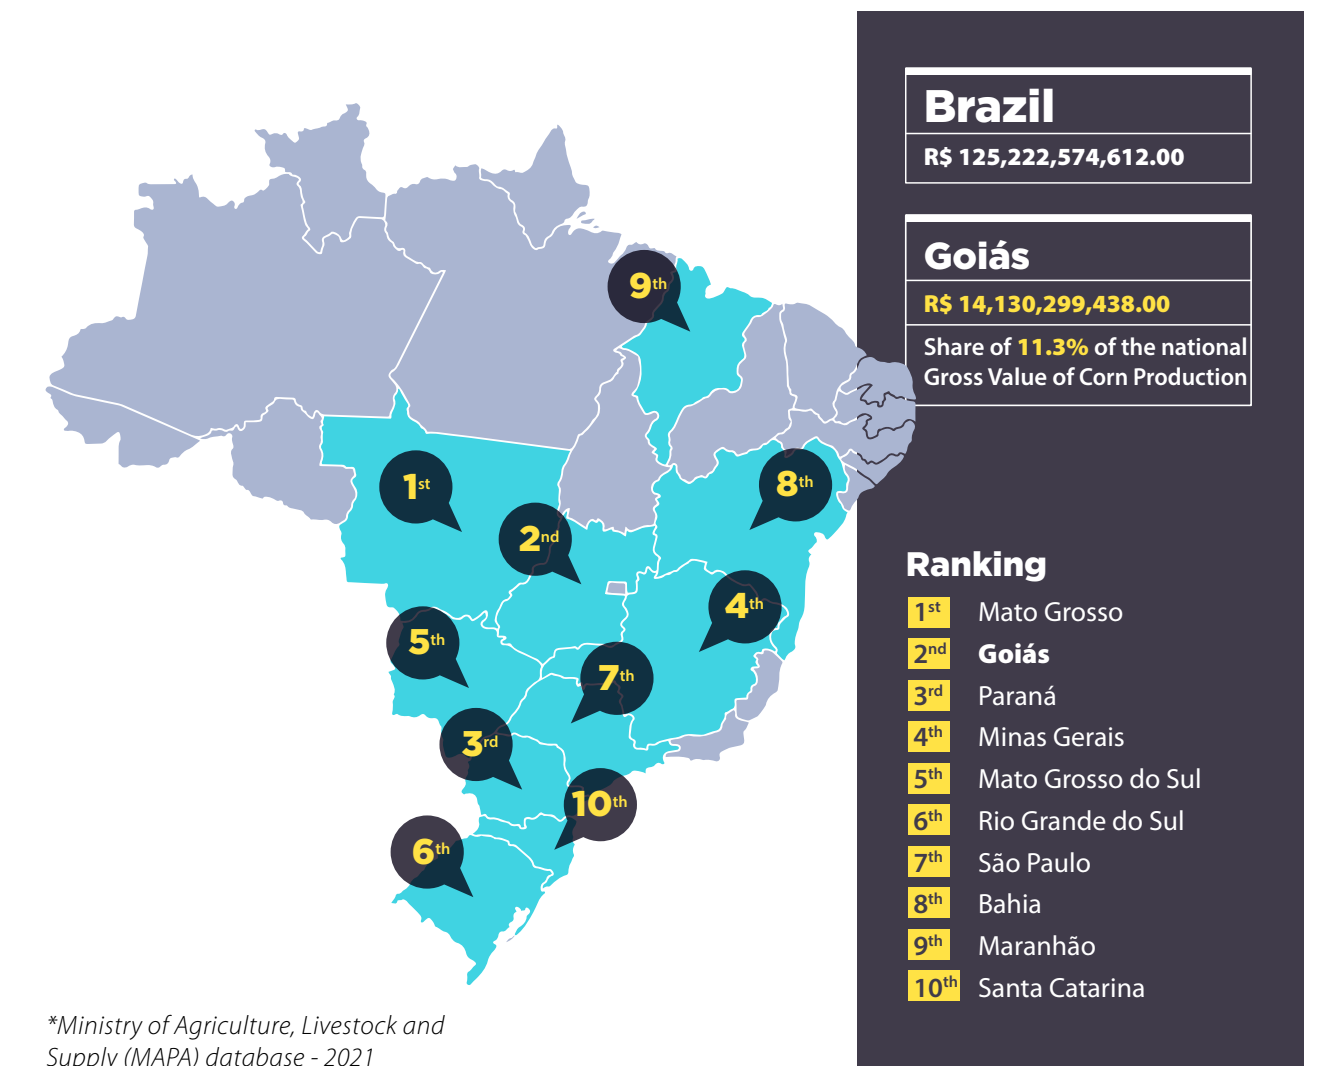 Brazil
R$ 125,222,574,612.00
Goiás
R$ 14,130,299,438.00
Share of 11.3% of the national
Gross Value of Corn Production
9th
1st
8th
2nd
4th
5th
7th
3rd
10th
6th
Ranking
1st Mato Grosso
2nd Goiás
3rd Paraná
4th Minas Gerais
5th Mato Grosso do Sul
6th Rio Grande do Sul
7th São Paulo
8th Bahia
9th Maranhão
10th Santa Catarina
*Ministry of Agriculture, Livestock and
Supply (MAPA) database - 2021